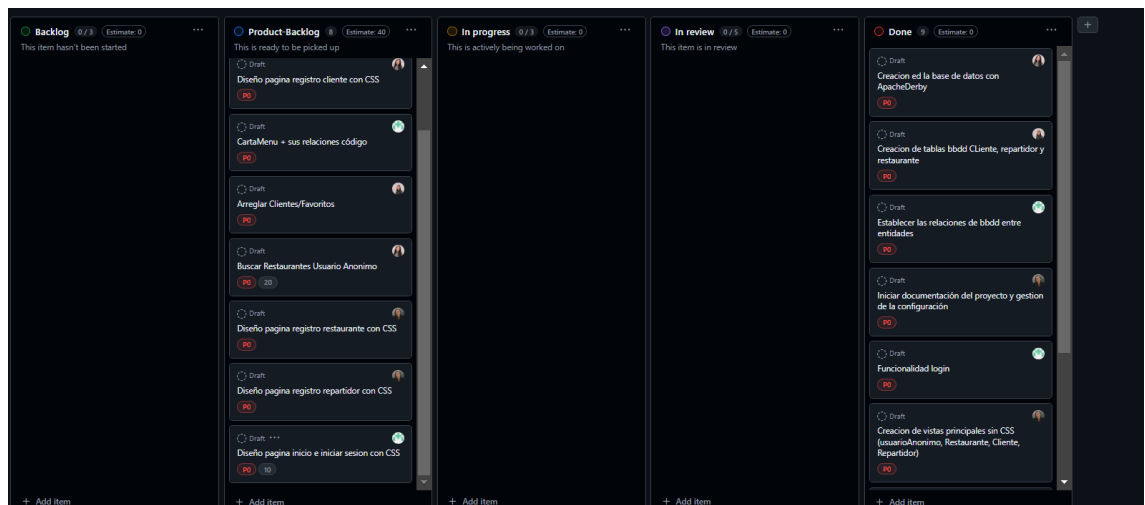 Backlog 0 / 3 Estimate: 0 ...
This item hasn't been started
Add item
Product-Backlog 8 Estimate: 40 ...
This is ready to be picked up
Draft
Diseño pagina registro cliente con CSS
P0
Draft
CartaMenu + sus relaciones código
P0
Draft
Arreglar Clientes/Favoritos
P0
Draft
Buscar Restaurantes Usuario Anonimo
P0 20
Draft
Diseño pagina registro restaurante con CSS
P0
Draft
Diseño pagina registro repartidor con CSS
P0
Draft ...
Diseño pagina inicio e iniciar sesion con CSS
P0 10
Add item
In progress 0 / 3 Estimate: 0 ...
This is actively being worked on
Add item
In review 0 / 5 Estimate: 0 ...
This item is in review
Add item
Done 9 Estimate: 0 ...
Draft
Creacion ed la base de datos con
ApacheDerby
P0
Draft
Creacion de tablas bbdd CLiente, repartidor y
restaurante
P0
Draft
Establecer las relaciones de bbdd entre
entidades
P0
Draft
Iniciar documentación del proyecto y gestion
de la configuración
P0
Draft
Funcionalidad login
P0
Draft
Creacion de vistas principales sin CSS
(usuarioAnonimo, Restaurante, Cliente,
Repartidor)
P0
Add item